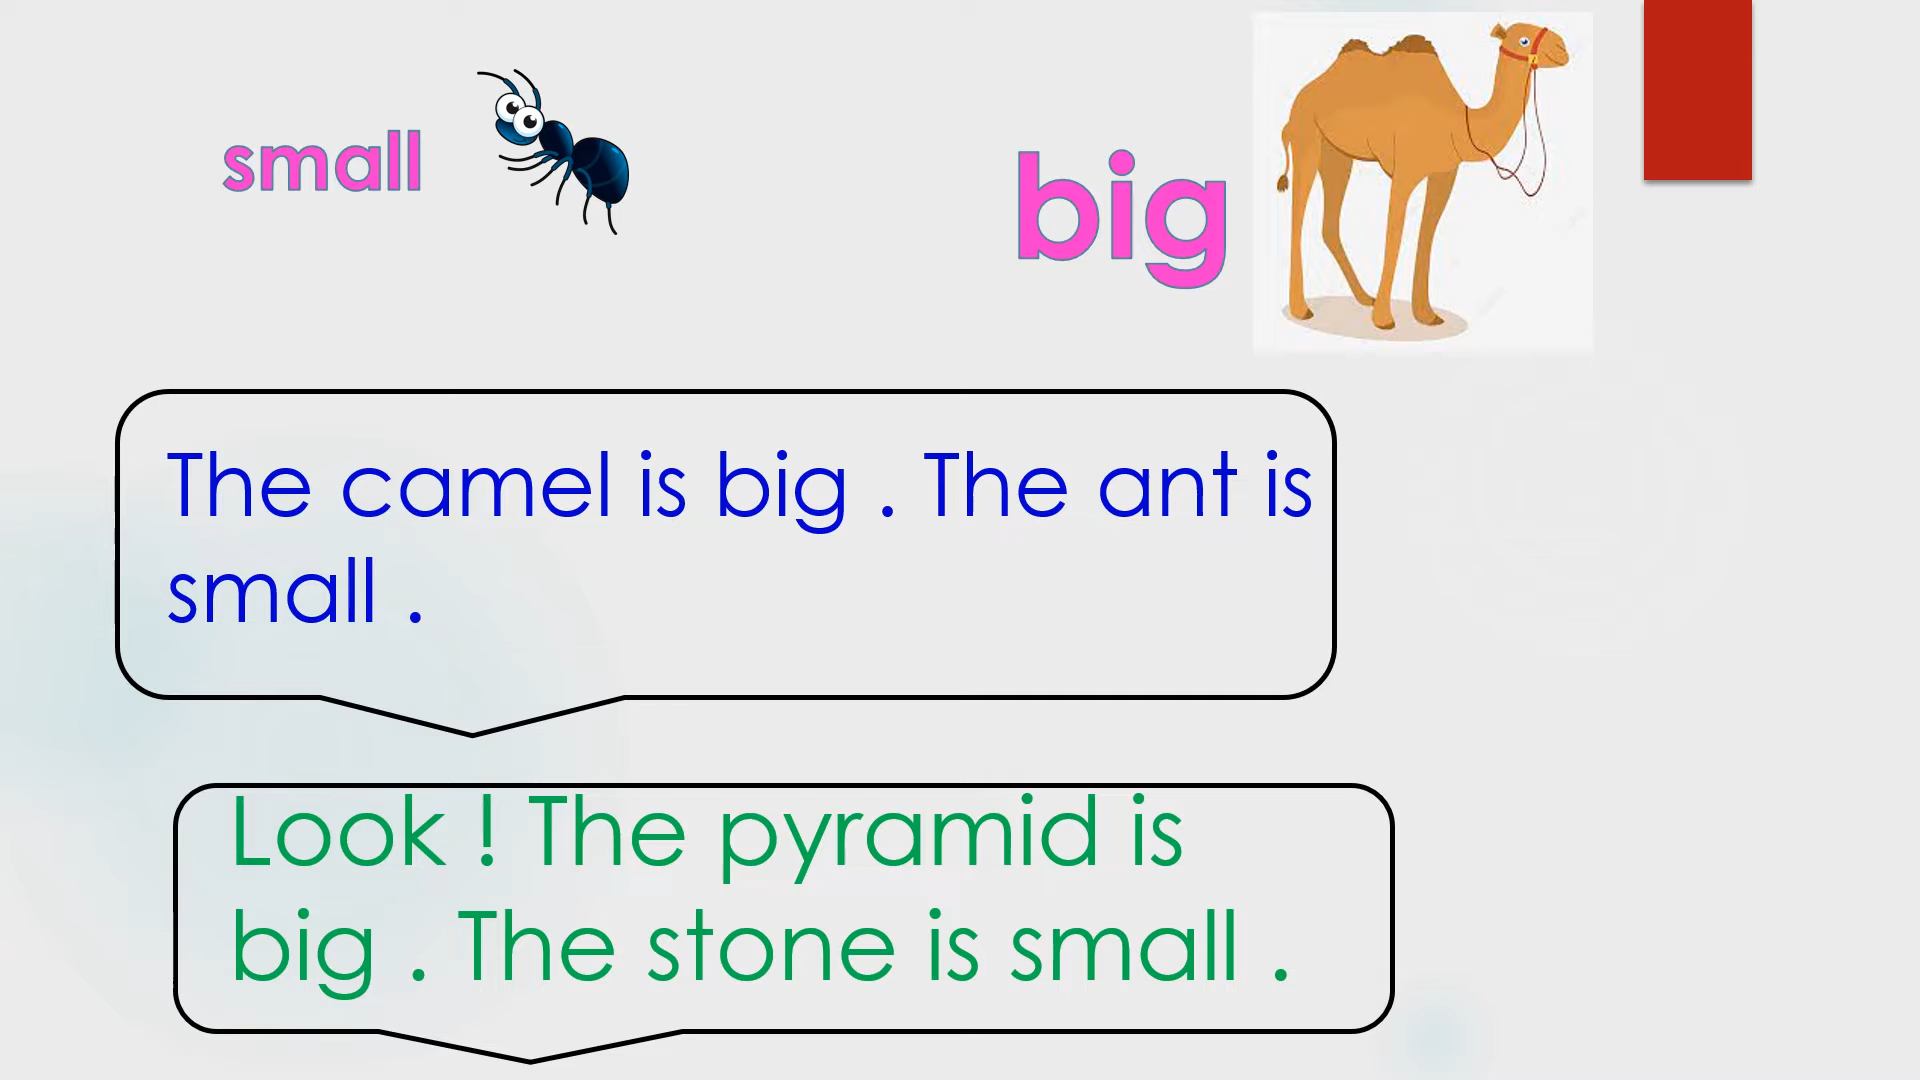 small
big
The camel is big . The ant is
small .
Look ! The pyramid is
big . The stone is small .